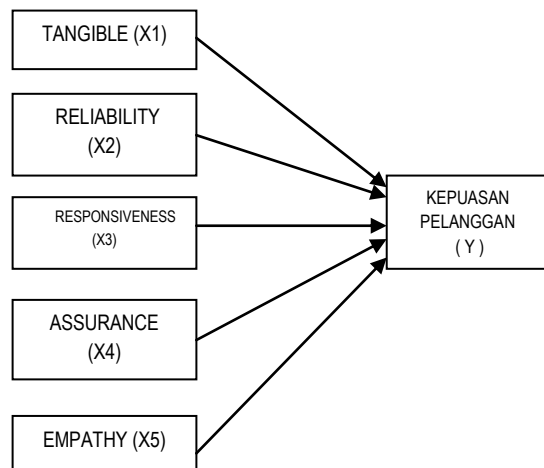 TANGIBLE (X1)
RELIABILITY
(X2)
RESPONSIVENESS
(X3)
ASSURANCE
(X4)
EMPATHY (X5)
KEPUASAN
PELANGGAN
( Y )